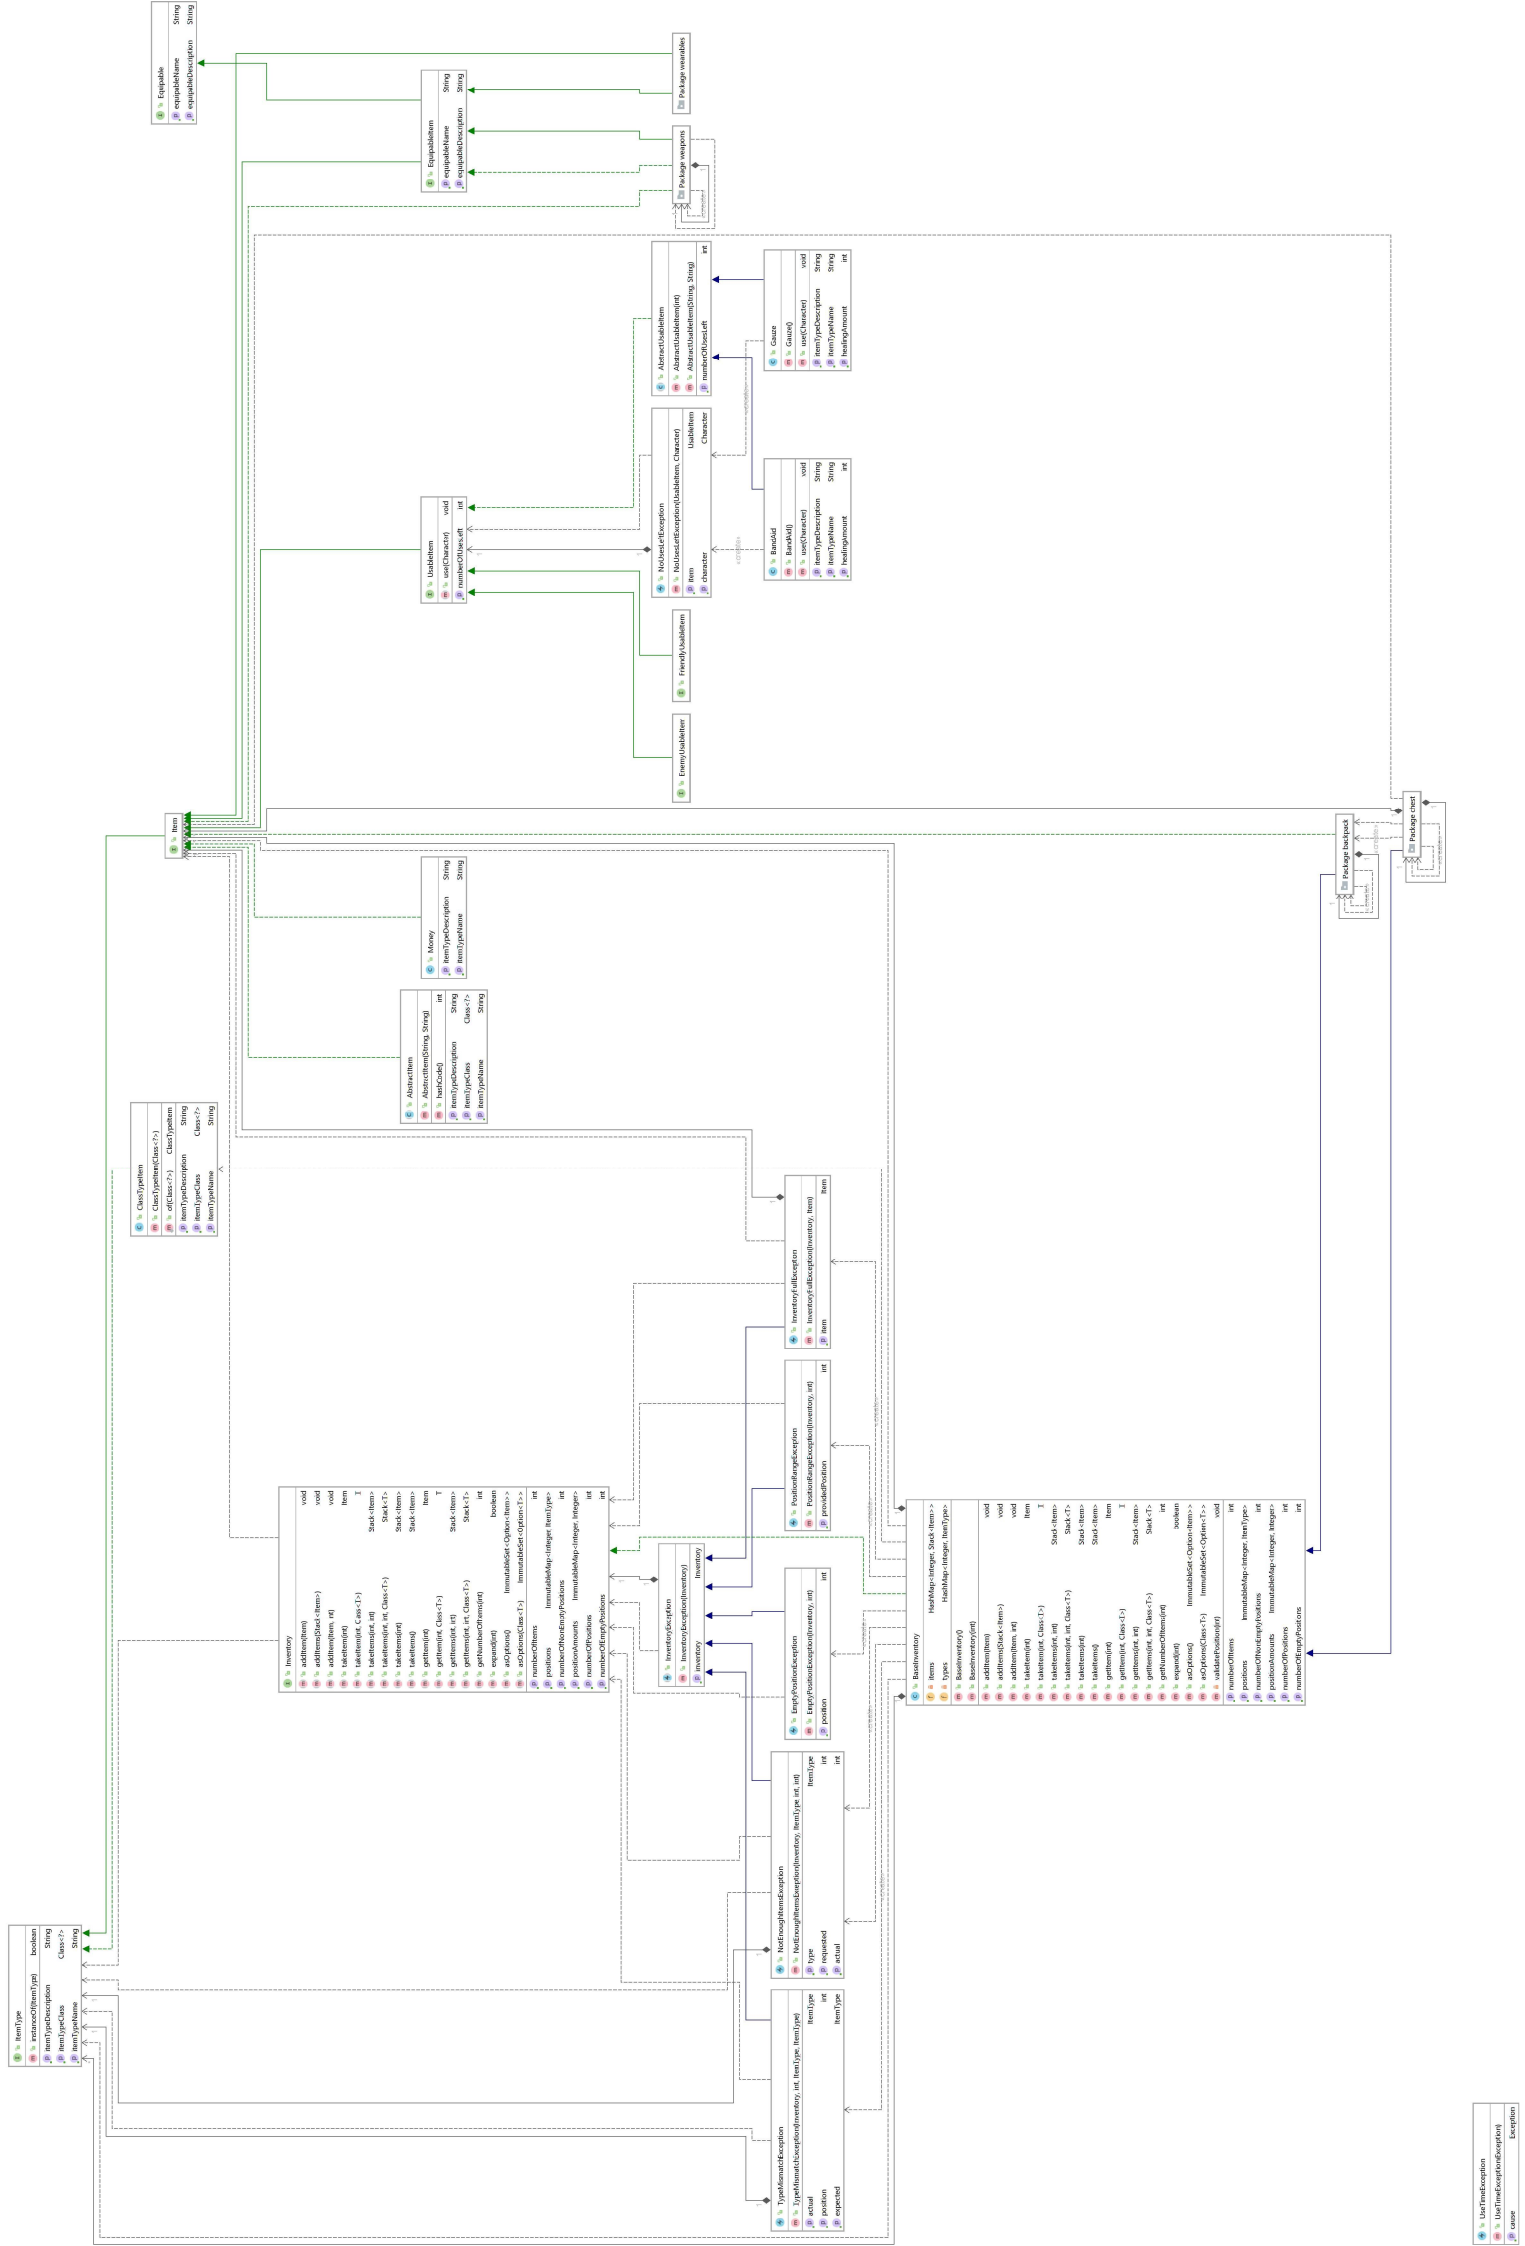 ItemType
instanceOf(ItemType) boolean
itemTypeDescription String
itemTypeClass Class<?>
itemTypeName String
ClassTypeItem
ClassTypeItem(Class<?>)
of(Class<?>) ClassTypeItem
itemTypeDescription String
itemTypeClass Class<?>
itemTypeName String
Item
Equipable
equipableName String
equipableDescription String
Inventory
addItem(Item) void
addItems(Stack<Item>) void
addItem(Item, int) void
takeItem(int) Item
takeItem(int, Class<T>) T
takeItems(int, int) Stack<Item>
takeItems(int, int, Class<T>) Stack<T>
takeItems(int) Stack<Item>
takeItems() Stack<Item>
getItem(int) Item
getItem(int, Class<T>) T
getItems(int, int) Stack<Item>
getItems(int, int, Class<T>) Stack<T>
getNumberOfItems(int) int
expand(int) boolean
asOptions() ImmutableSet<Option<Item>>
asOptions(Class<T>) ImmutableSet<Option<T>>
numberOfItems int
positions ImmutableMap<Integer, ItemType>
numberOfNonEmptyPositions int
positionAmounts ImmutableMap<Integer, Integer>
numberOfPositions int
numberOfEmptyPositions int
AbstractItem
AbstractItem(String, String)
hashCode() int
itemTypeDescription String
itemTypeClass Class<?>
itemTypeName String
Money
itemTypeDescription String
itemTypeName String
UsableItem
use(Character) void
numberOfUsesLeft int
EquipableItem
equipableName String
equipableDescription String
InventoryException
InventoryException(Inventory)
inventory Inventory
EnemyUsableItem
FriendlyUsableItem
NoUsesLeftException
NoUsesLeftException(UsableItem, Character)
item UsableItem
character Character
AbstractUsableItem
AbstractUsableItem(int)
AbstractUsableItem(String, String)
numberOfUsesLeft int
Package weapons
«create»
Package wearables
TypeMismatchException
TypeMismatchException(Inventory, int, ItemType, ItemType)
actual ItemType
position int
expected ItemType
NotEnoughItemsException
NotEnoughItemsException(Inventory, ItemType, int, int)
type ItemType
requested int
actual int
EmptyPositionException
EmptyPositionException(Inventory, int)
position int
PositionRangeException
PositionRangeException(Inventory, int)
providedPosition int
InventoryFullException
InventoryFullException(Inventory, Item)
item Item
BandAid
BandAid()
use(Character) void
itemTypeDescription String
itemTypeName String
healingAmount int
«create»
Gauze
Gauze()
use(Character) void
itemTypeDescription String
itemTypeName String
healingAmount int
«create»
«create»
«create»
«create»
«create»
«create»
BaseInventory
items HashMap<Integer, Stack<Item>>
types HashMap<Integer, ItemType>
BaseInventory()
BaseInventory(int)
addItem(Item) void
addItems(Stack<Item>) void
addItem(Item, int) void
takeItem(int) Item
takeItem(int, Class<T>) T
takeItems(int, int) Stack<Item>
takeItems(int, int, Class<T>) Stack<T>
takeItems(int) Stack<Item>
takeItems() Stack<Item>
getItem(int) Item
getItem(int, Class<T>) T
getItems(int, int) Stack<Item>
getItems(int, int, Class<T>) Stack<T>
getNumberOfItems(int) int
expand(int) boolean
asOptions() ImmutableSet<Option<Item>>
asOptions(Class<T>) ImmutableSet<Option<T>>
validatePosition(int) void
numberOfItems int
positions ImmutableMap<Integer, ItemType>
numberOfNonEmptyPositions int
positionAmounts ImmutableMap<Integer, Integer>
numberOfPositions int
numberOfEmptyPositions int
Package backpack
«create»
«create»
Package chest
«create»
UseTimeException
UseTimeException(Exception)
cause Exception